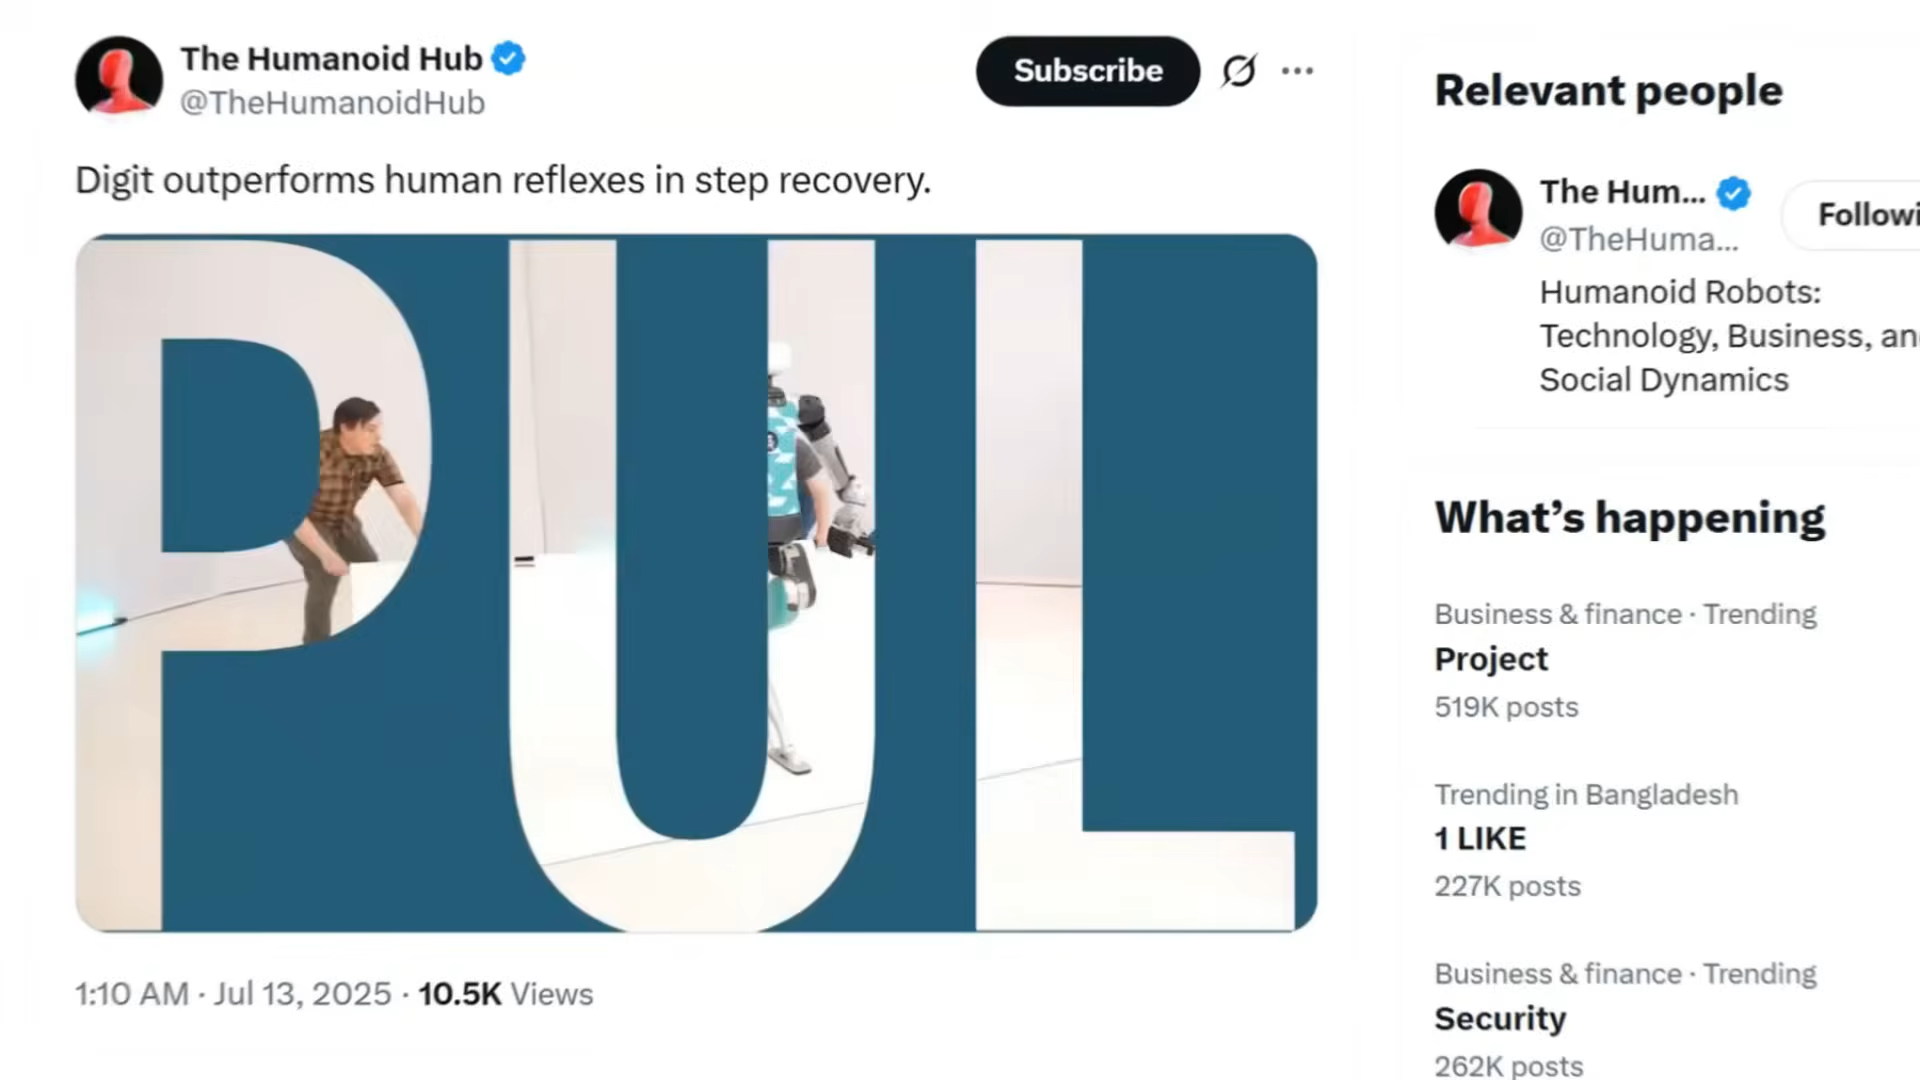 The Humanoid Hub
@TheHumanoidHub
Subscribe
Digit outperforms human reflexes in step recovery.
PUL
1:10 AM · Jul 13, 2025 · 10.5K Views
Relevant people
The Hum...
@TheHuma...
Followi
Humanoid Robots:
Technology, Business, an
Social Dynamics
What's happening
Business & finance · Trending
Project
519K posts
Trending in Bangladesh
1 LIKE
227K posts
Business & finance · Trending
Security
262K posts